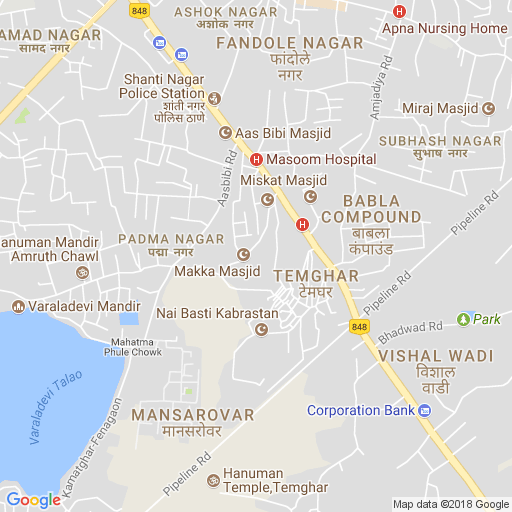 848
ASHOK NAGAR
अशोक नगर
AMAD NAGAR
सामद नगर
FANDOLE NAGAR
फांदोले
नगर
Apna Nursing Home
Shanti Nagar
Police Station
शांती नगर
पोलिस ठाणे
Amjadiya Rd
Miraj Masjid
Aas Bibi Masjid
SUBHASH NAGAR
सुभाष नगर
Masoom Hospital
Aasbibi Rd
Miskat Masjid
BABLA
COMPOUND
बाबला
कंपाउंड
Pipeline Rd
PADMA NAGAR
पद्मा नगर
anuman Mandir
Amruth Chawl
Makka Masjid
TEMGHAR
टेमघर
Pipeline Rd
Varaladevi Mandir
Nai Basti Kabrastan
848
Bhadwad Rd
Park
Mahatma
Phule Chowk
VISHAL WADI
विशाल
वाडी
Varaladevi Talao
Kamatghar-Fenagaon
MANSAROVAR
मानसरोवर
Corporation Bank
Pipeline Rd
Hanuman
Temple,Temghar
Google
Map data ©2018 Google